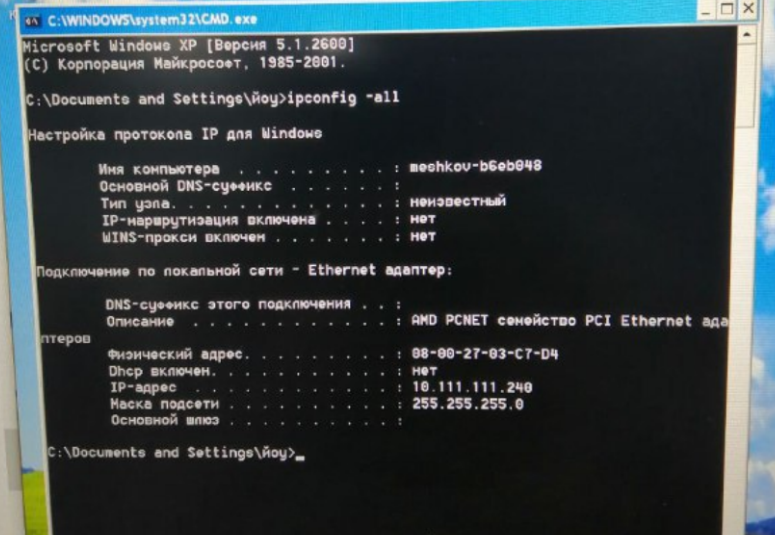 C:\WINDOWS\system32\CMD.exe
Microsoft Windows XP [Версия 5.1.2600]
(С) Корпорация Майкрософт, 1985-2001.
C:\Documents and Settings\йоу>ipconfig -all
Настройка протокола IP для Windows
Имя компьютера . . . . . . . . . : moshkov-b6eb048
Основной DNS-суффикс . . . . . . :
Тип узла. . . . . . . . . . . . . : неизвестный
IP-маршрутизация включена . . . . : нет
WINS-прокси включен . . . . . . . : нет
Подключение по локальной сети - Ethernet адаптер:
DNS-суффикс этого подключения . . :
Описание . . . . . . . . . . . . : AMD PCNET семейство PCI Ethernet ада
птеров
Физический адрес. . . . . . . . . : 08-00-27-03-C7-D4
Dhcp включен. . . . . . . . . . . : нет
IP-адрес . . . . . . . . . . . . : 10.111.111.240
Маска подсети . . . . . . . . . . : 255.255.255.0
Основной шлюз . . . . . . . . . . :
C:\Documents and Settings\йоу>_